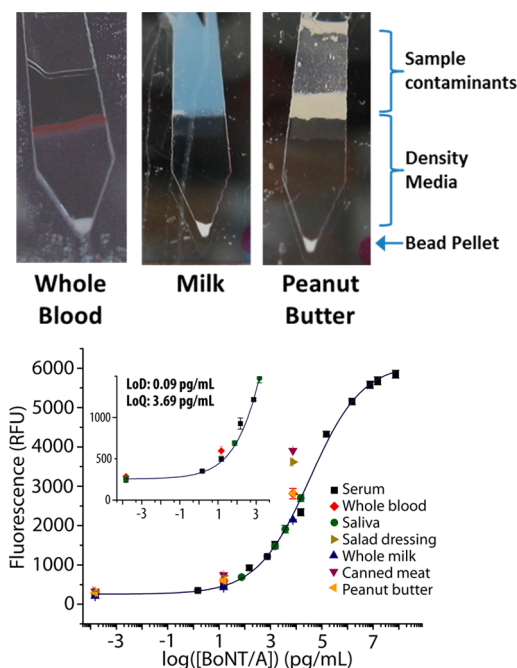 Sample
contaminants
Density
Media
Bead Pellet
Whole
Blood
Milk
Peanut
Butter
6000
5000
4000
3000
2000
1000
0
Fluorescence (RFU)
LoD: 0.09 pg/mL
LoQ: 3.69 pg/mL
1000
500
0
-3
-1
1
3
Serum
Whole blood
Saliva
Salad dressing
Whole milk
Canned meat
Peanut butter
-3
-1
1
3
5
7
log([BoNT/A]) (pg/mL)